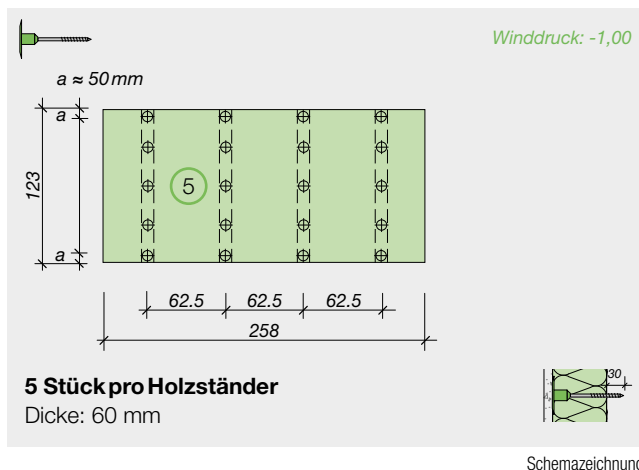 Winddruck: -1,00
a ≈ 50 mm
a
123
5
a
62.5 62.5 62.5
258
5 Stück pro Holzständer
Dicke: 60 mm
30
Schemazeichnung